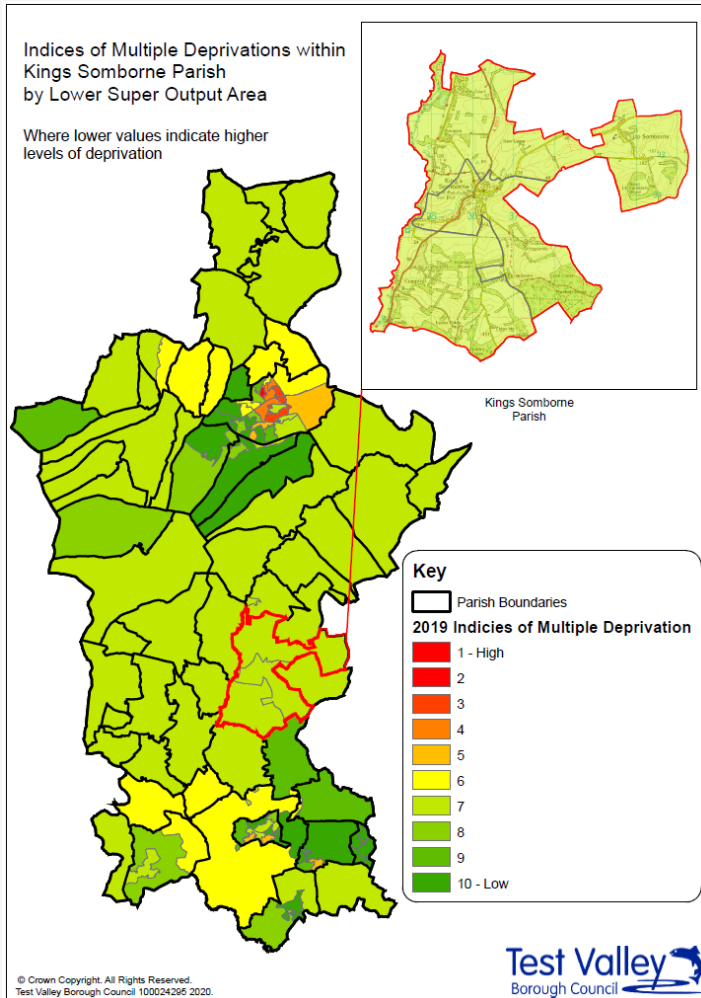 Indices of Multiple Deprivations within
Kings Somborne Parish
by Lower Super Output Area
Where lower values indicate higher
levels of deprivation
Kings Somborne
Parish
Key
Parish Boundaries
2019 Indicies of Multiple Deprivation
1 - High
2
3
4
5
6
7
8
9
10 - Low
© Crown Copyright. All Rights Reserved.
Test Valley Borough Council 100024295 2020.
Test Valley
Borough Council